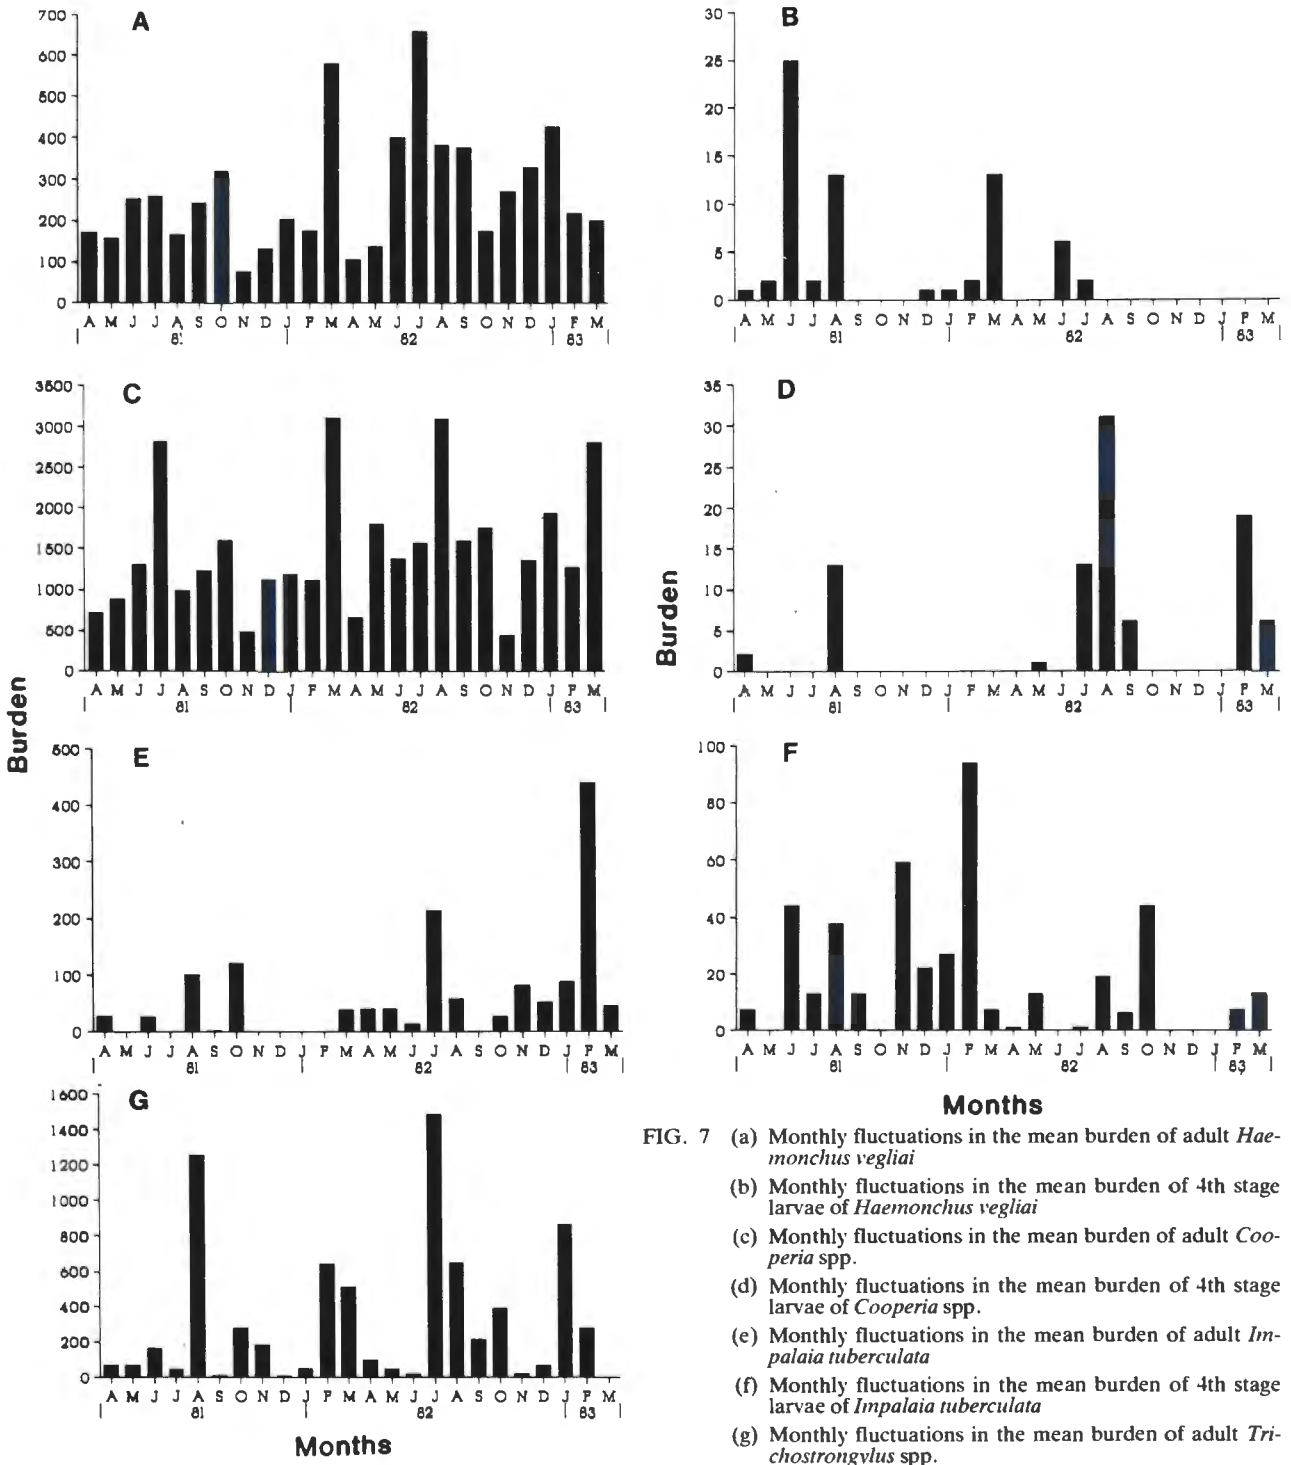 A
700
600
500
400
300
200
100
0
A M J J A S O N D J F M A M J J A S O N D J F M
81 82 83
B
30
25
20
15
10
5
0
A M J J A S O N D J F M A M J J A S O N D J F M
81 82 83
C
3500
3000
2500
2000
1500
1000
500
0
A M J J A S O N D J F M A M J J A S O N D J F M
81 82 83
D
35
30
25
20
15
10
5
0
A M J J A S O N D J F M A M J J A S O N D J F M
81 82 83
Burden
Burden
E
500
400
300
200
100
0
A M J J A S O N D J F M A M J J A S O N D J F M
81 82 83
F
100
80
60
40
20
0
A M J J A S O N D J F M A M J J A S O N D J F M
81 82 83
Months
G
1600
1400
1200
1000
800
600
400
200
0
A M J J A S O N D J F M A M J J A S O N D J F M
81 82 83
Months
FIG. 7 (a) Monthly fluctuations in the mean burden of adult Hae-
monchus vegliai
(b) Monthly fluctuations in the mean burden of 4th stage
larvae of Haemonchus vegliai
(c) Monthly fluctuations in the mean burden of adult Coo-
peria spp.
(d) Monthly fluctuations in the mean burden of 4th stage
larvae of Cooperia spp.
(e) Monthly fluctuations in the mean burden of adult Im-
palaia tuberculata
(f) Monthly fluctuations in the mean burden of 4th stage
larvae of Impalaia tuberculata
(g) Monthly fluctuations in the mean burden of adult Tri-
chostrongylus spp.